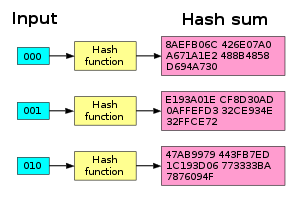 Input
Hash sum
000
Hash
function
8AEFB06C 426E07A0
A671A1E2 488B4858
D694A730
001
Hash
function
E193A01E CF8D30AD
0AFFEFD3 32CE934E
32FFCE72
010
Hash
function
47AB9979 443FB7ED
1C193D06 773333BA
7876094F